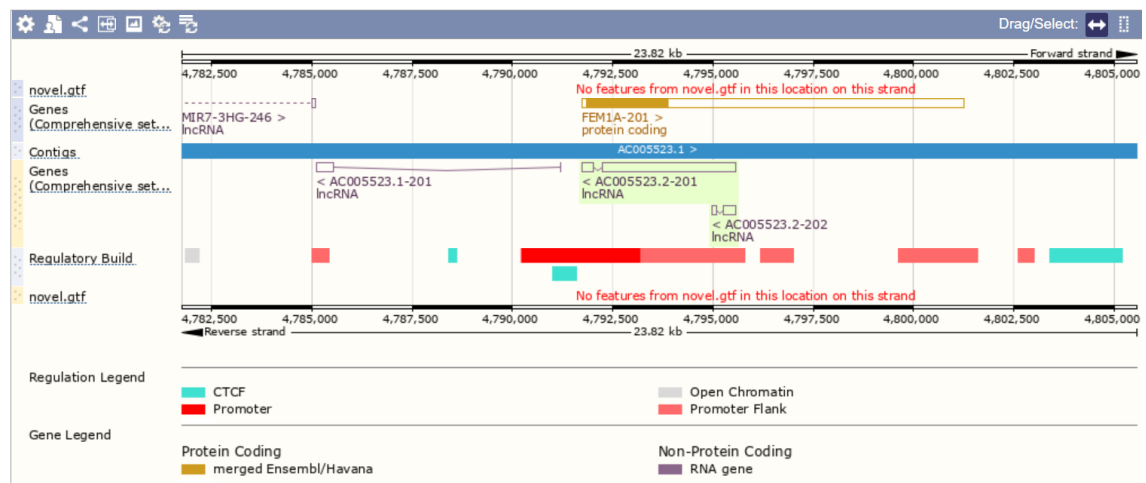 Drag/Select:
23.82 kb Forward strand
4,782,500 4,785,000 4,787,500 4,790,000 4,792,500 4,795,000 4,797,500 4,800,000 4,802,500 4,805,000
novel.gtf No features from novel.gtf in this location on this strand
Genes
(Comprehensive set...
MIR7-3HG-246 >
lncRNA
FEM1A-201 >
protein coding
Contigs AC005523.1 >
Genes
(Comprehensive set...
< AC005523.1-201
lncRNA
< AC005523.2-201
lncRNA
< AC005523.2-202
lncRNA
Regulatory Build
novel.gtf No features from novel.gtf in this location on this strand
4,782,500 4,785,000 4,787,500 4,790,000 4,792,500 4,795,000 4,797,500 4,800,000 4,802,500 4,805,000
Reverse strand 23.82 kb
Regulation Legend
CTCF Open Chromatin
Promoter Promoter Flank
Gene Legend
Protein Coding Non-Protein Coding
merged Ensembl/Havana RNA gene